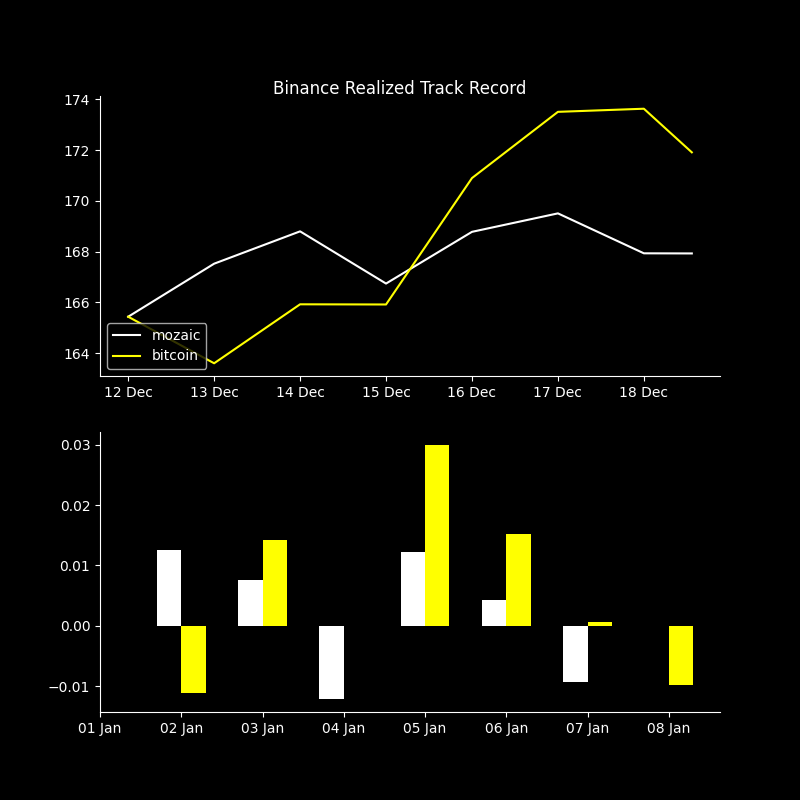 Binance Realized Track Record
174
172
170
168
166
164
mozaic
bitcoin
12 Dec 13 Dec 14 Dec 15 Dec 16 Dec 17 Dec 18 Dec
0.03
0.02
0.01
0.00
−0.01
01 Jan 02 Jan 03 Jan 04 Jan 05 Jan 06 Jan 07 Jan 08 Jan